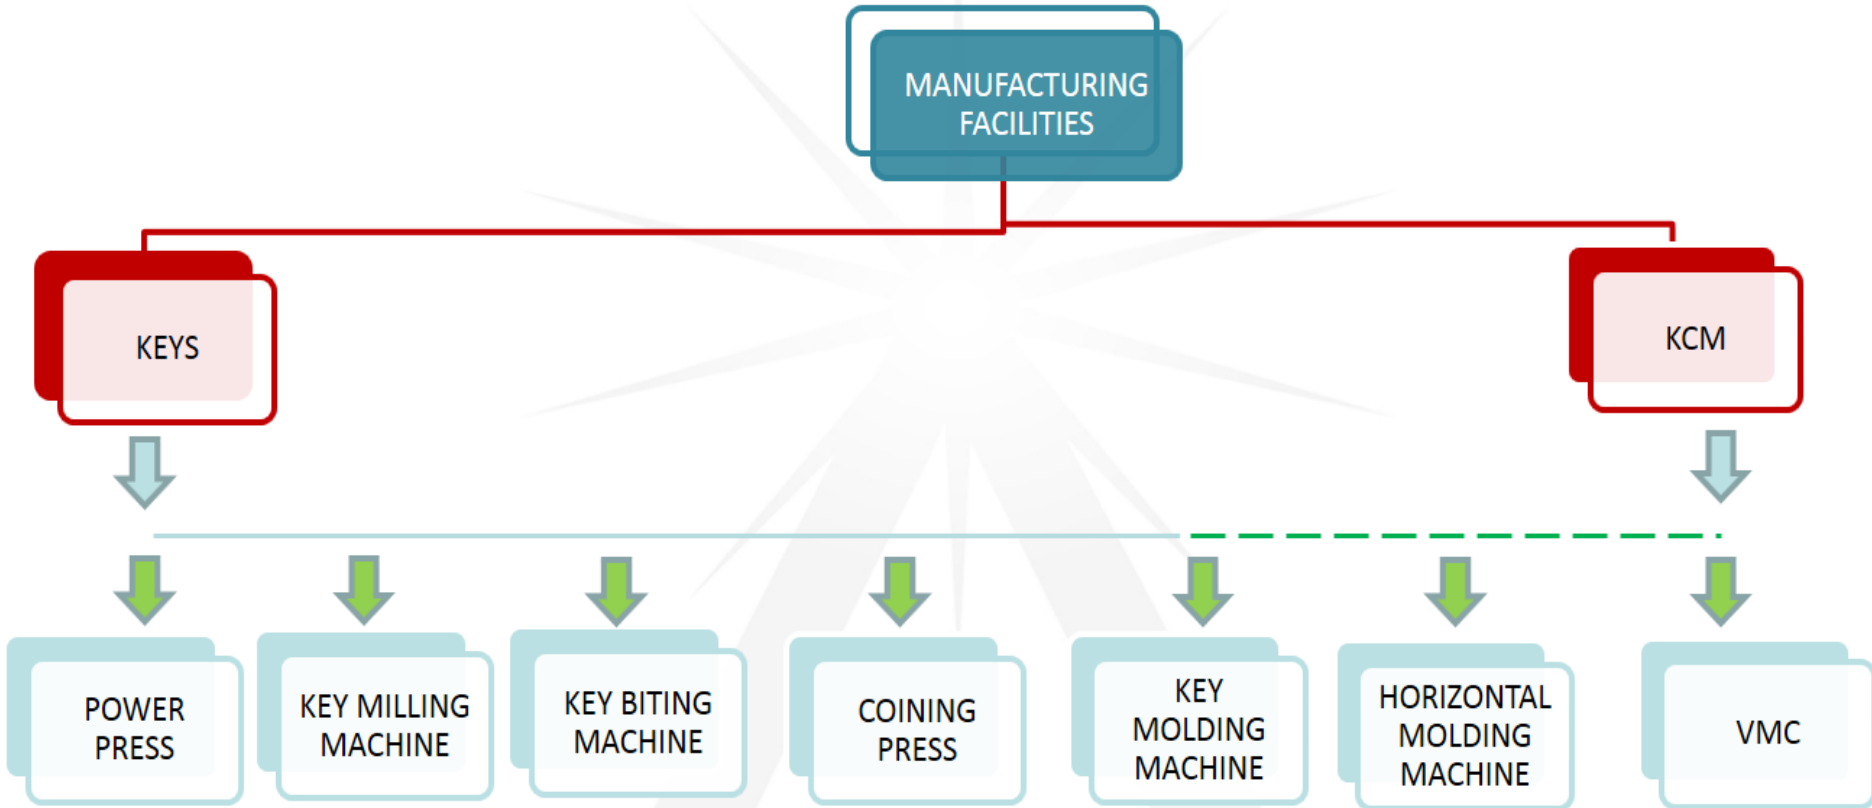 MANUFACTURING
FACILITIES
KEYS
KCM
POWER
PRESS
KEY MILLING
MACHINE
KEY BITING
MACHINE
COINING
PRESS
KEY
MOLDING
MACHINE
HORIZONTAL
MOLDING
MACHINE
VMC